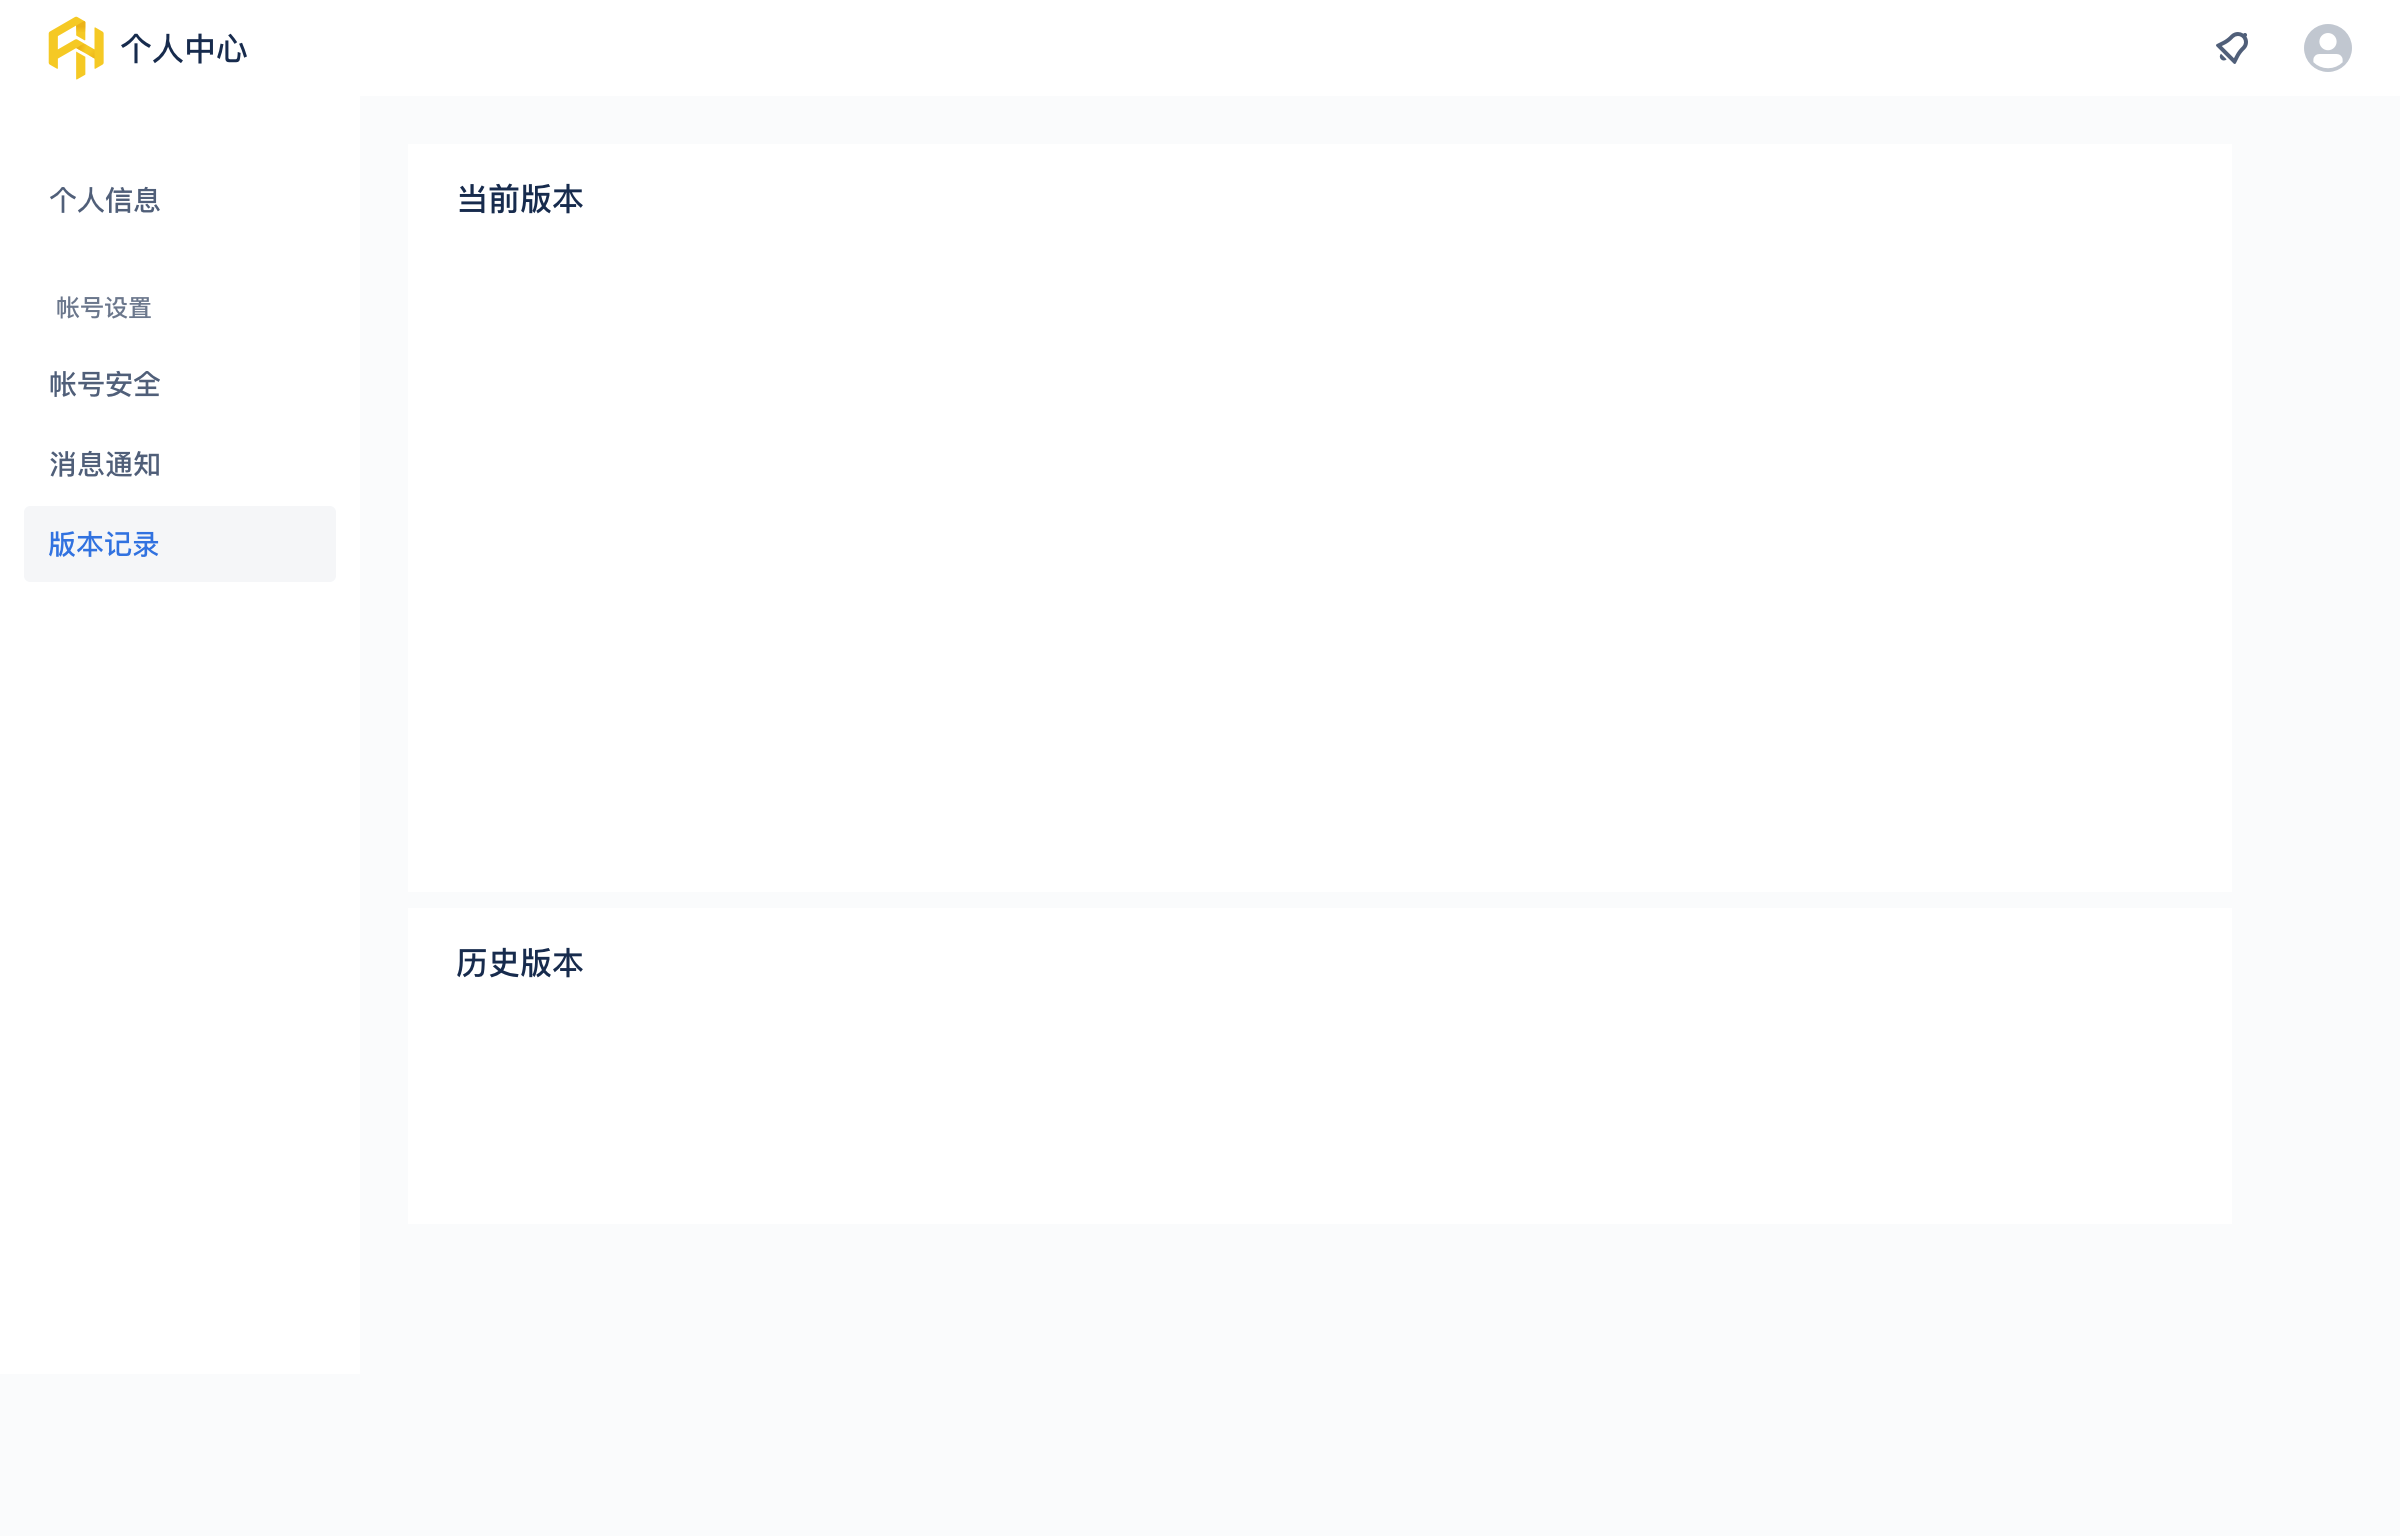 个人中心
个人信息
帐号设置
帐号安全
消息通知
版本记录
当前版本
历史版本